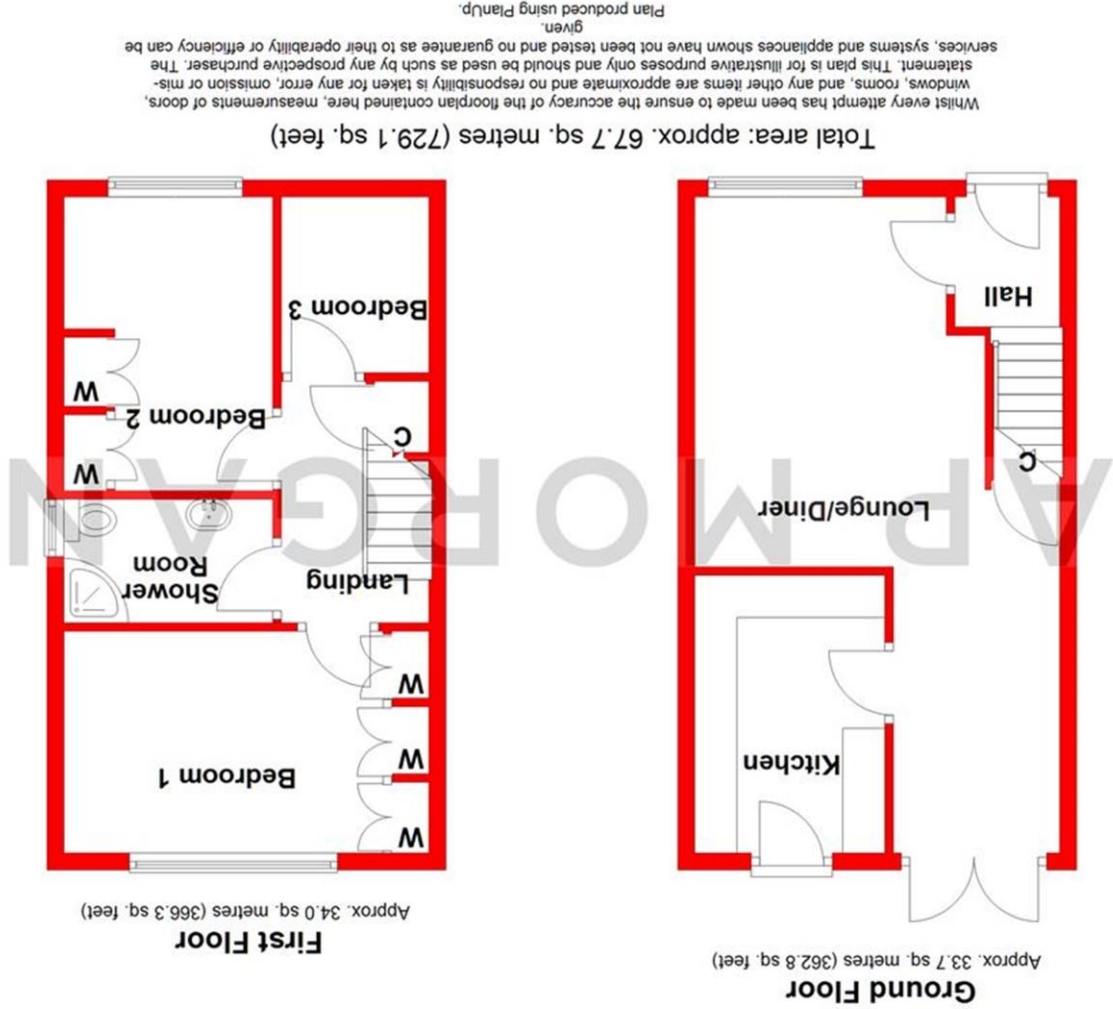 Ground Floor
Approx. 33.7 sq. metres (362.8 sq. feet)
Kitchen
Lounge/Diner
C
Hall
First Floor
Approx. 34.0 sq. metres (366.3 sq. feet)
W
W
W
Bedroom 1
Landing
Shower
Room
C
W
Bedroom 2
W
Bedroom 3
A P MORGAN
Total area: approx. 67.7 sq. metres (729.1 sq. feet)
Whilst every attempt has been made to ensure the accuracy of the floorplan contained here, measurements of doors,
windows, rooms, and any other items are approximate and no responsibility is taken for any error, omission or mis-
statement. This plan is for illustrative purposes only and should be used as such by any prospective purchaser. The
services, systems and appliances shown have not been tested and no guarantee as to their operability or efficiency can be
given.
Plan produced using PlanUp.